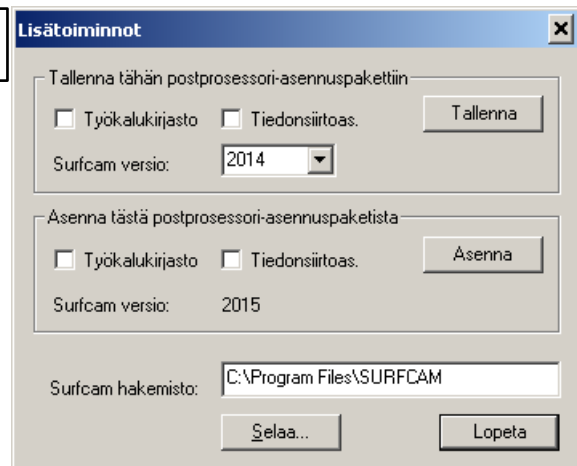 Lisätoiminnot
Tallenna tähän postprosessori-asennuspakettiin
Työkalukirjasto Tiedonsiirtoas. Tallenna
Surfcam versio: 2014
Asenna tästä postprosessori-asennuspaketista
Työkalukirjasto Tiedonsiirtoas. Asenna
Surfcam versio: 2015
Surfcam hakemisto: C:\Program Files\SURFCAM
Selaa... Lopeta